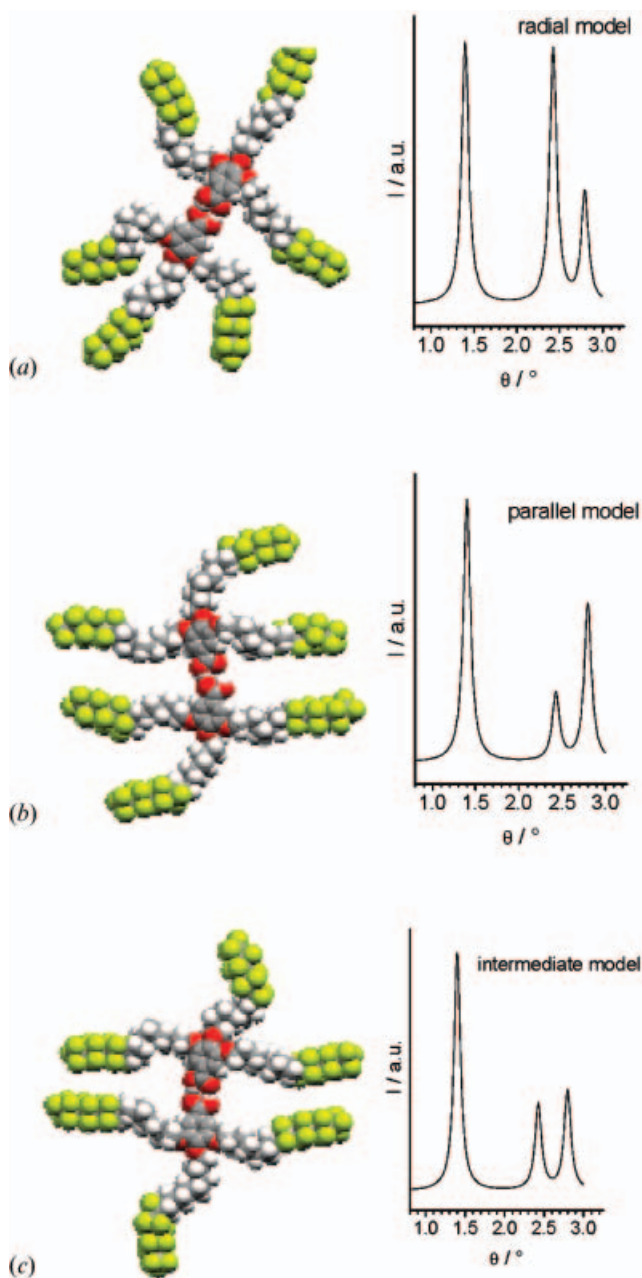 radial model
I / a.u.
1.0 1.5 2.0 2.5 3.0
θ / °
(a)
parallel model
I / a.u.
1.0 1.5 2.0 2.5 3.0
θ / °
(b)
intermediate model
I / a.u.
1.0 1.5 2.0 2.5 3.0
θ / °
(c)